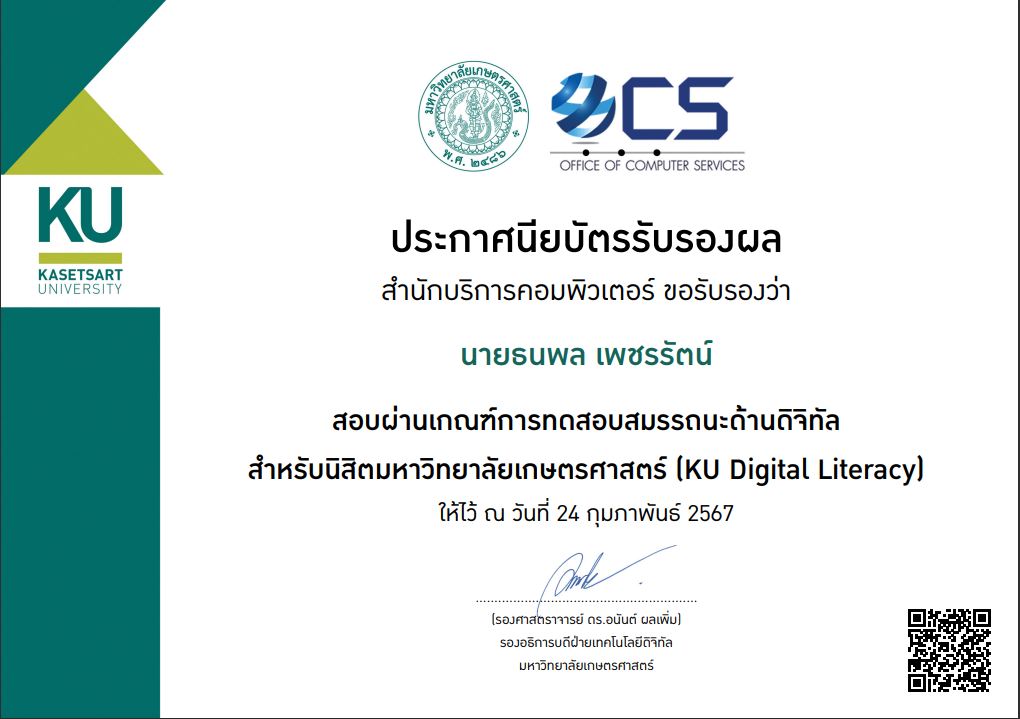 มหาวิทยาลัยเกษตรศาสตร์
พ.ศ. ๒๔๘๖
OCS
OFFICE OF COMPUTER SERVICES
KU
KASETSART
UNIVERSITY
ประกาศนียบัตรรับรองผล
สำนักบริการคอมพิวเตอร์ ขอรับรองว่า
นายธนพล เพชรรัตน์
สอบผ่านเกณฑ์การทดสอบสมรรถนะด้านดิจิทัล
สำหรับนิสิตมหาวิทยาลัยเกษตรศาสตร์ (KU Digital Literacy)
ให้ไว้ ณ วันที่ 24 กุมภาพันธ์ 2567
(รองศาสตราจารย์ ดร.อนันต์ ผลเพิ่ม)
รองอธิการบดีฝ่ายเทคโนโลยีดิจิทัล
มหาวิทยาลัยเกษตรศาสตร์